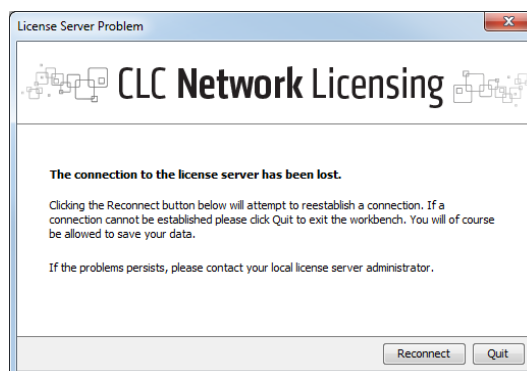 License Server Problem
CLC Network Licensing
The connection to the license server has been lost.
Clicking the Reconnect button below will attempt to reestablish a connection. If a
connection cannot be established please click Quit to exit the workbench. You will of course
be allowed to save your data.
If the problems persists, please contact your local license server administrator.
Reconnect Quit